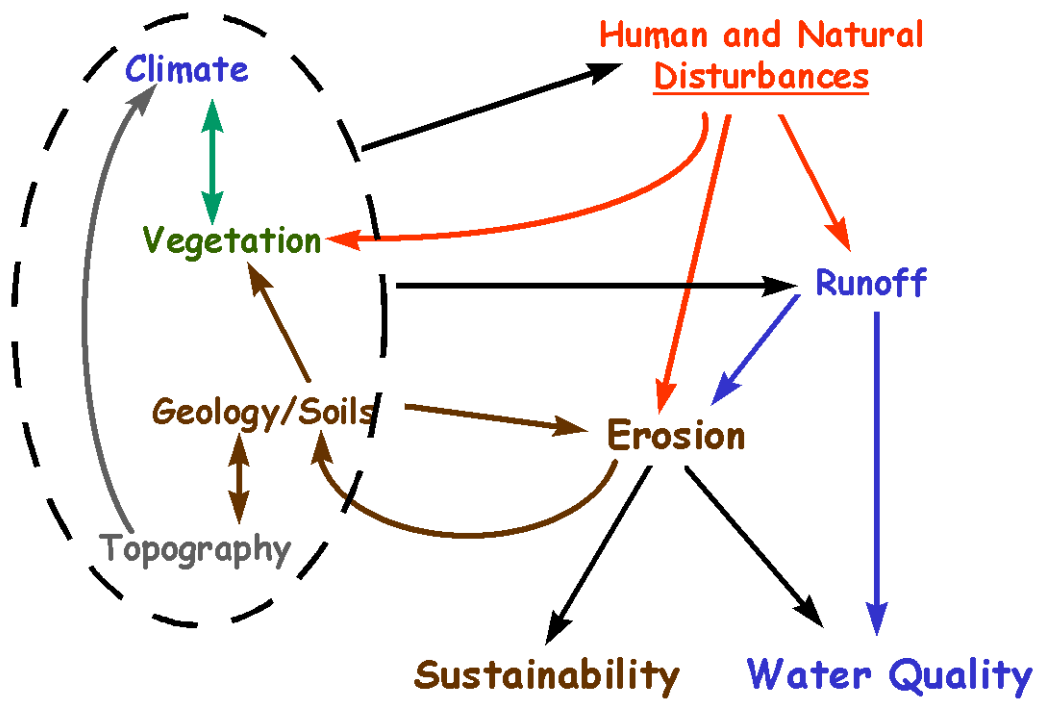 Human and Natural
Disturbances
Climate
Vegetation
Runoff
Geology/Soils
Erosion
Topography
Sustainability
Water Quality